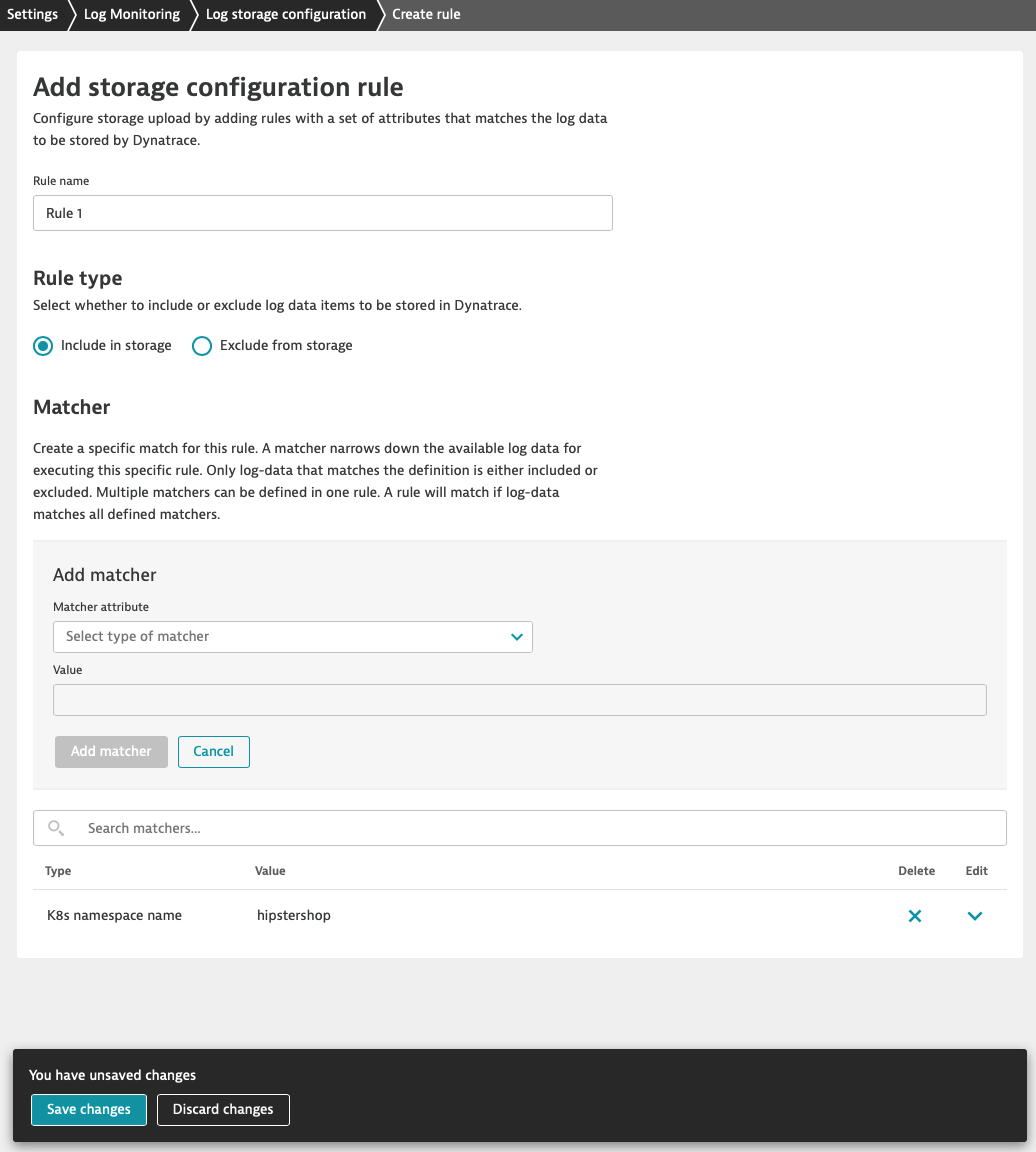 Settings Log Monitoring Log storage configuration Create rule
Add storage configuration rule
Configure storage upload by adding rules with a set of attributes that matches the log data
to be stored by Dynatrace.
Rule name
Rule 1
Rule type
Select whether to include or exclude log data items to be stored in Dynatrace.
Include in storage Exclude from storage
Matcher
Create a specific match for this rule. A matcher narrows down the available log data for
executing this specific rule. Only log-data that matches the definition is either included or
excluded. Multiple matchers can be defined in one rule. A rule will match if log-data
matches all defined matchers.
Add matcher
Matcher attribute
Select type of matcher
Value
Add matcher Cancel
Search matchers...
Type Value Delete Edit
K8s namespace name hipstershop
You have unsaved changes
Save changes Discard changes